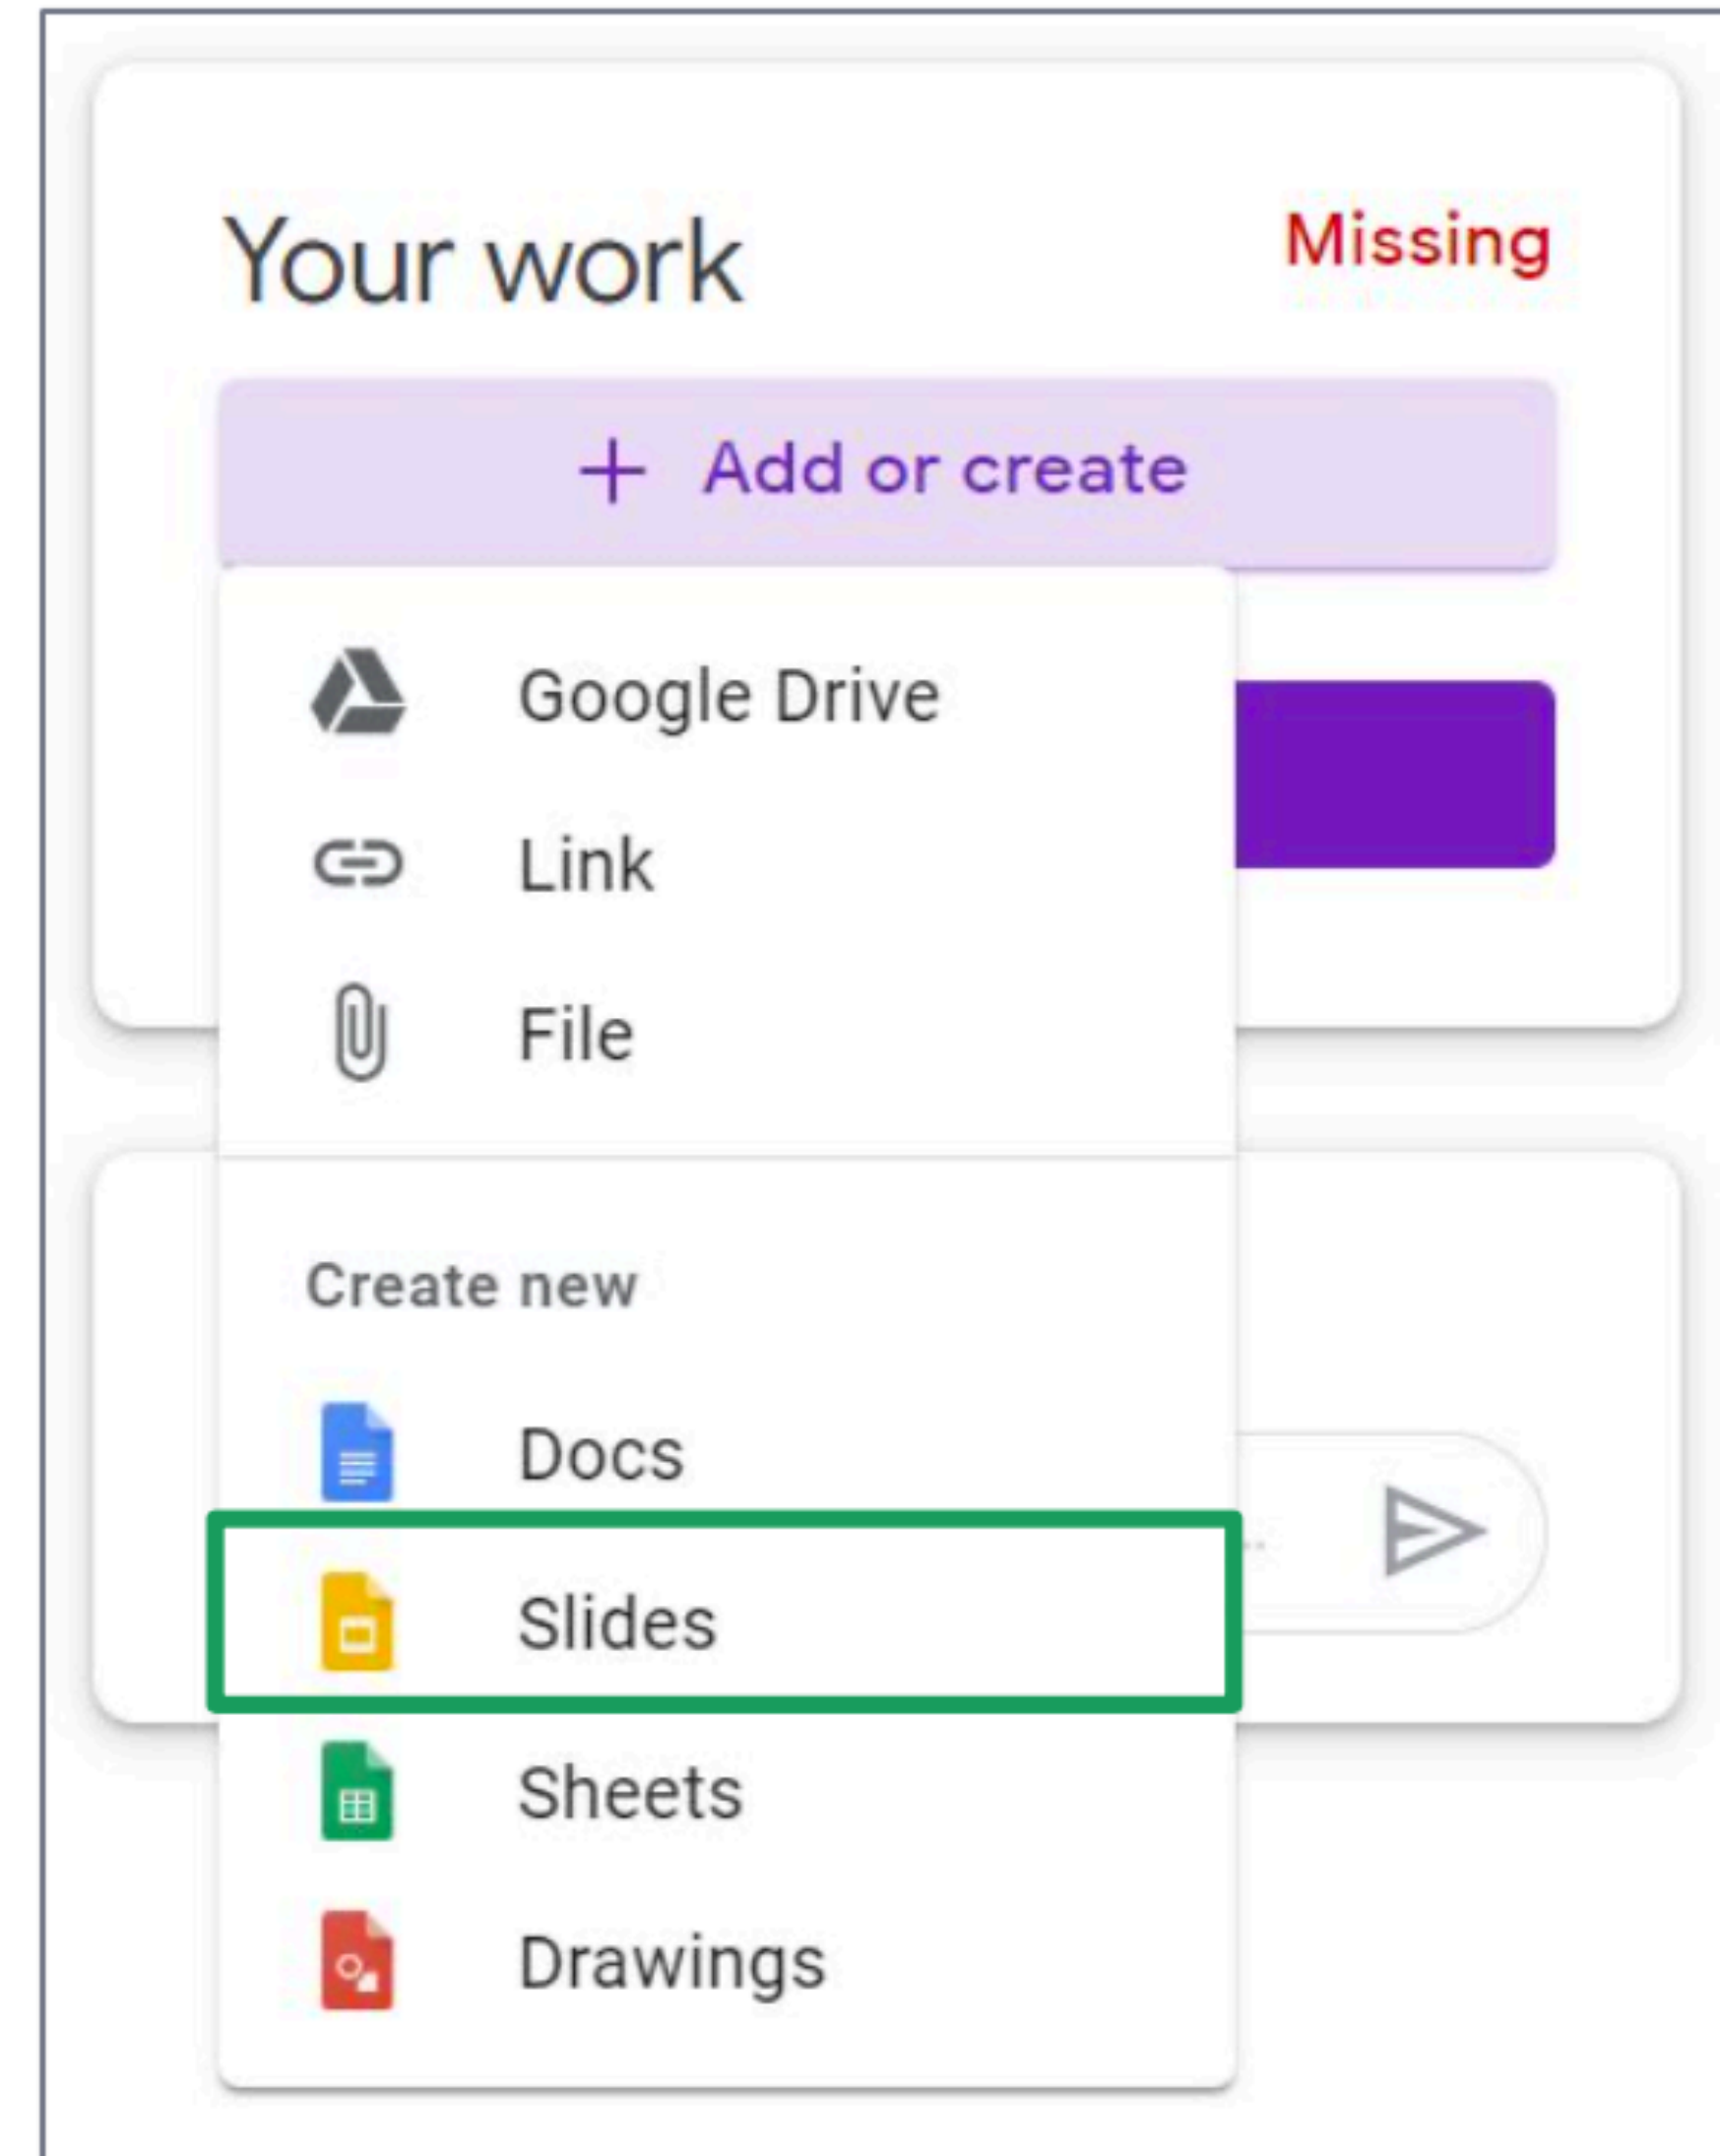 Your work
Missing
+ Add or create
Google Drive
Link
File
Create new
Docs
Slides
Sheets
Drawings